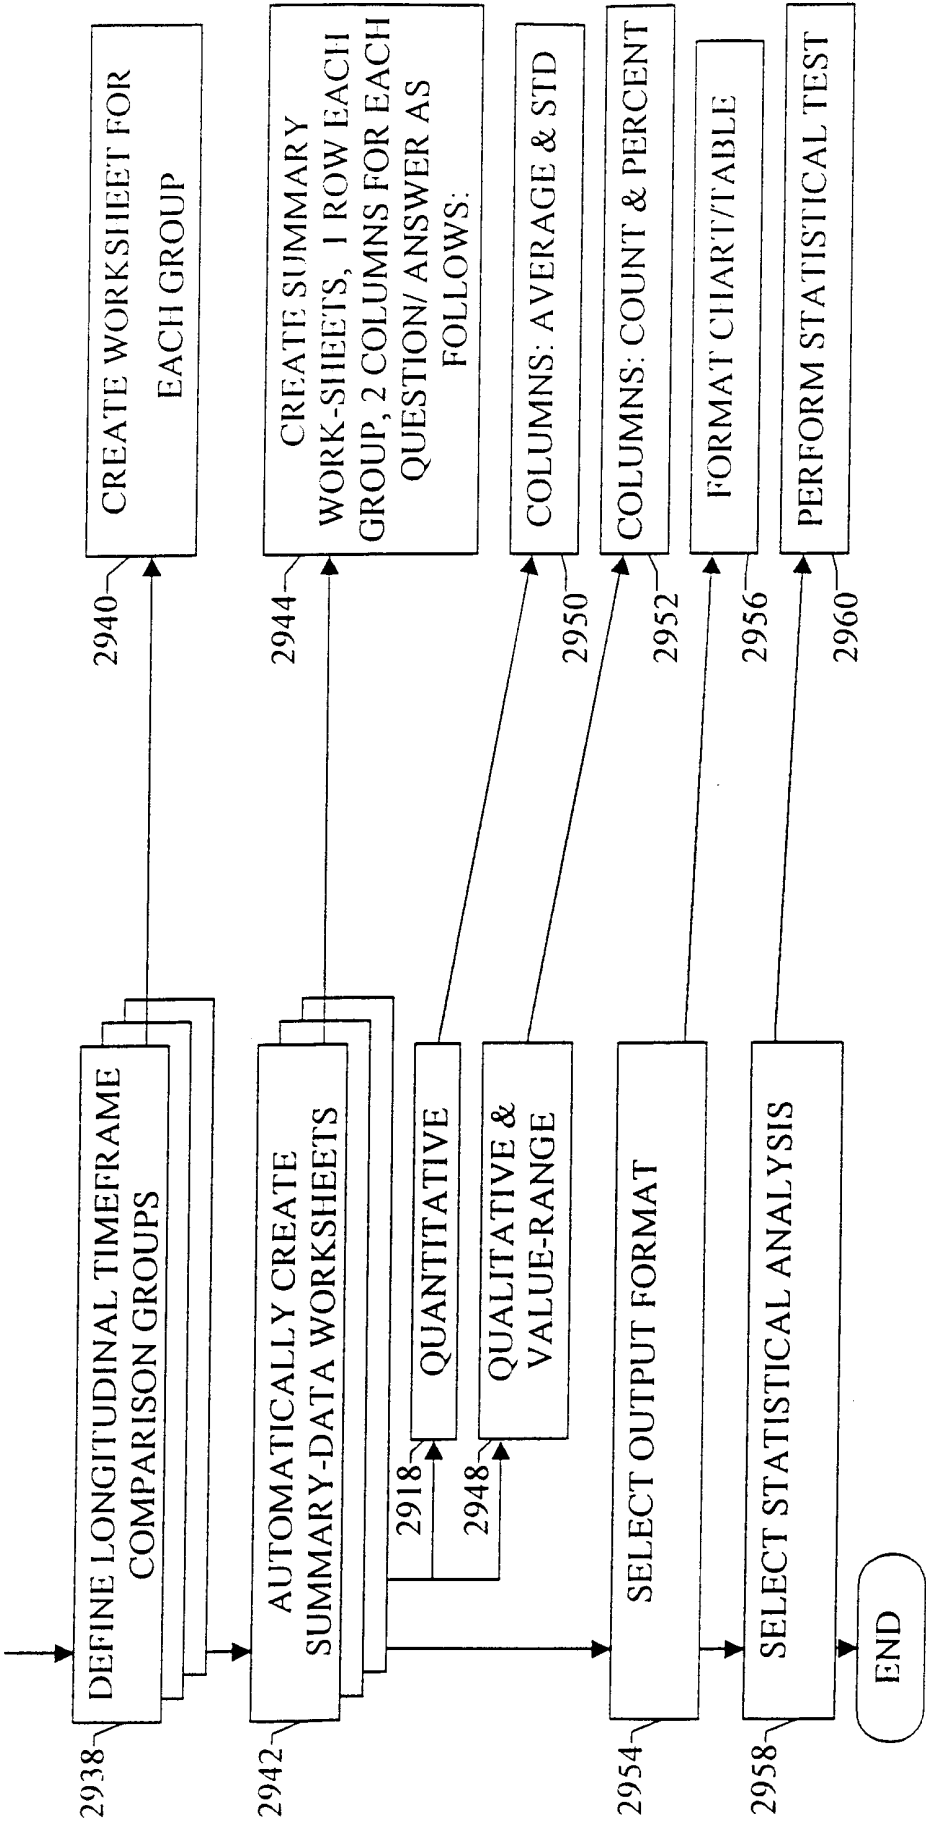 2938
DEFINE LONGITUDINAL TIMEFRAME
COMPARISON GROUPS
2940
CREATE WORKSHEET FOR
EACH GROUP
2942
AUTOMATICALLY CREATE
SUMMARY-DATA WORKSHEETS
2944
CREATE SUMMARY
WORK-SHEETS, 1 ROW EACH
GROUP, 2 COLUMNS FOR EACH
QUESTION/ ANSWER AS
FOLLOWS:
2918
QUANTITATIVE
2950
COLUMNS: AVERAGE & STD
2948
QUALITATIVE &
VALUE-RANGE
2952
COLUMNS: COUNT & PERCENT
2954
SELECT OUTPUT FORMAT
2956
FORMAT CHART/TABLE
2958
SELECT STATISTICAL ANALYSIS
2960
PERFORM STATISTICAL TEST
END